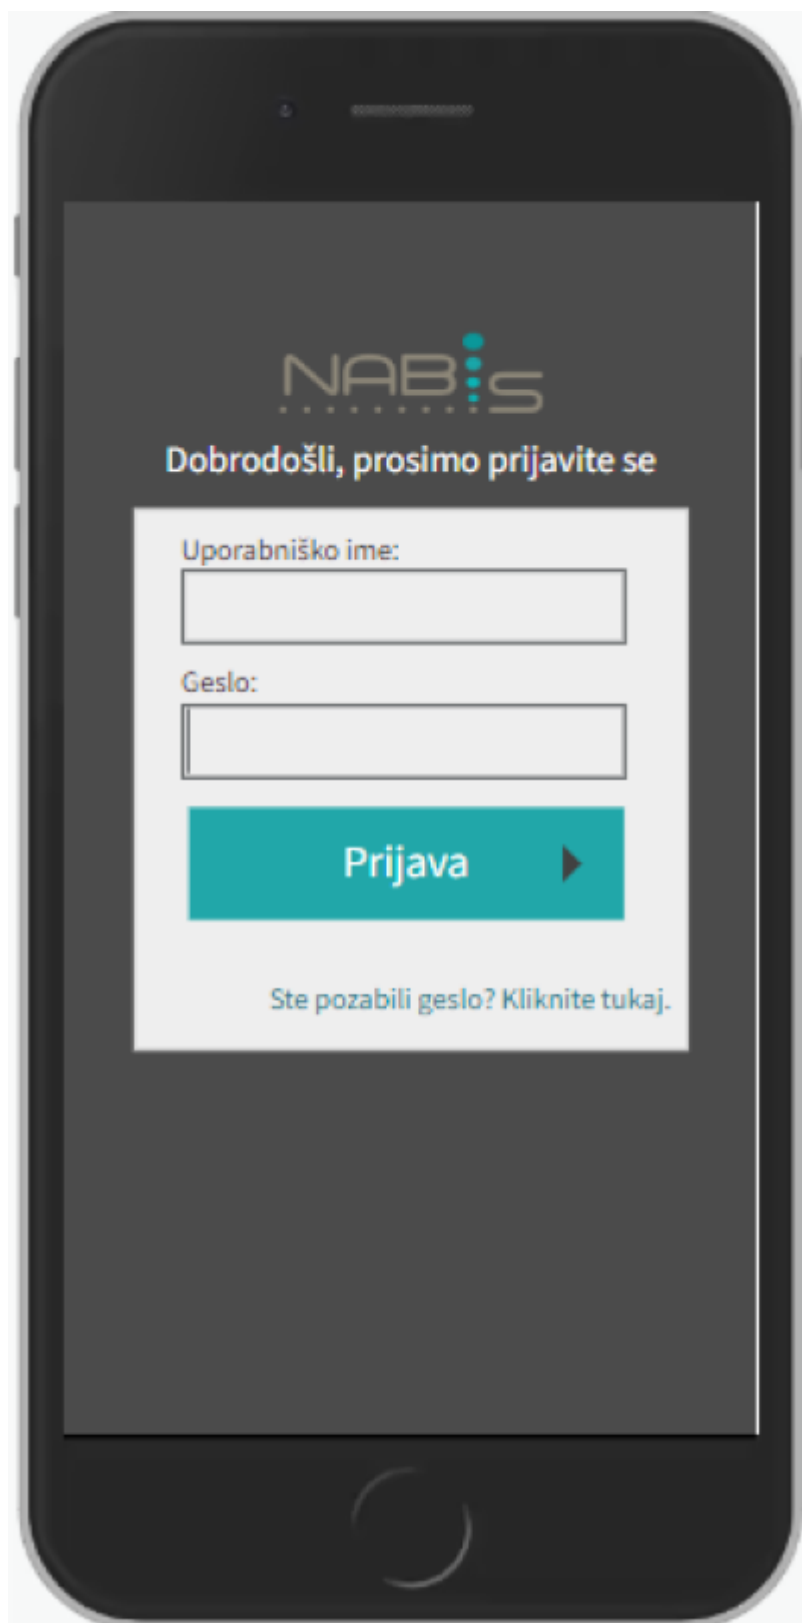 NABiS
Dobrodošli, prosimo prijavite se
Uporabniško ime:
Geslo:
Prijava
Ste pozabili geslo? Kliknite tukaj.